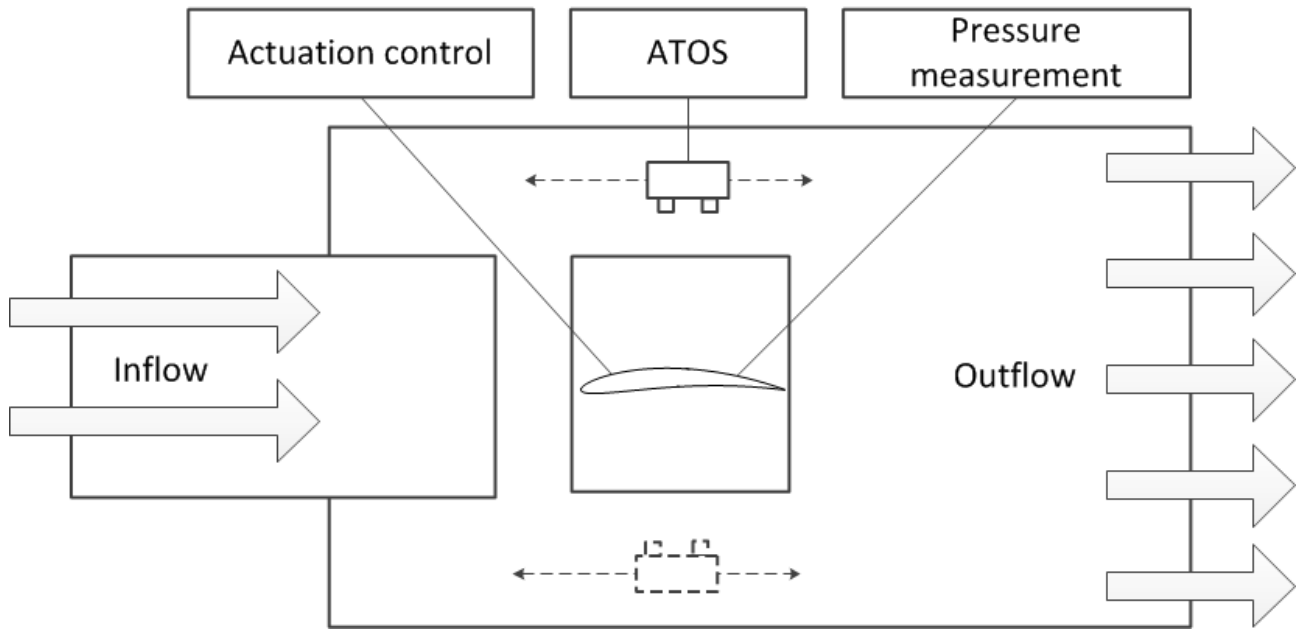 Actuation control
ATOS
Pressure
measurement
Inflow
Outflow